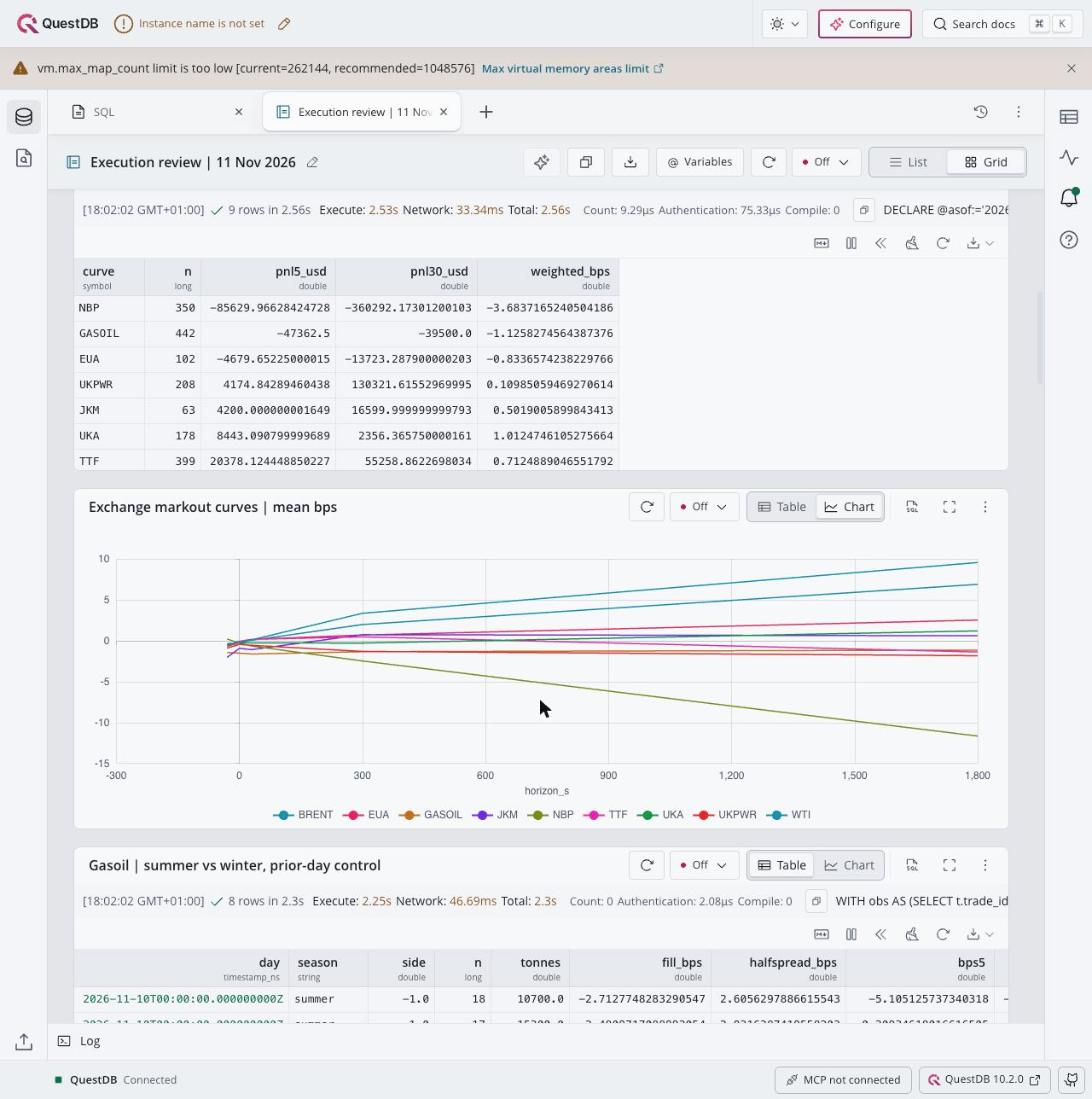 QuestDB Instance name is not set Configure Search docs ⌘ K
vm.max_map_count limit is too low [current=262144, recommended=1048576] Max virtual memory areas limit
SQL Execution review | 11 Nov
Execution review | 11 Nov 2026 @ Variables Off List Grid
[18:02:02 GMT+01:00] 9 rows in 2.56s Execute: 2.53s Network: 33.34ms Total: 2.56s Count: 9.29µs Authentication: 75.33µs Compile: 0 DECLARE @asof:='2026
curve n pnl5_usd pnl30_usd weighted_bps
symbol long double double double
NBP 350 −85629.96628424728 −360292.17301200103 −3.6837165240504186
GASOIL 442 −47362.5 −39500.0 −1.1258274564387376
EUA 102 −4679.65225000015 −13723.287900000203 −0.8336574238229766
UKPWR 208 4174.84289460438 130321.61552969995 0.10985059469270614
JKM 63 4200.000000001649 16599.999999999793 0.5019005899843413
UKA 178 8443.090799999689 2356.365750000161 1.0124746105275664
TTF 399 20378.124448850227 55258.8622698034 0.7124889046551792
Exchange markout curves | mean bps Off Table Chart SQL
10
5
0
-5
-10
-15
-300 0 300 600 900 1,200 1,500 1,800
horizon_s
BRENT EUA GASOIL JKM NBP TTF UKA UKPWR WTI
Gasoil | summer vs winter, prior-day control Off Table Chart SQL
[18:02:02 GMT+01:00] 8 rows in 2.3s Execute: 2.25s Network: 46.69ms Total: 2.3s Count: 0 Authentication: 2.08µs Compile: 0 WITH obs AS (SELECT t.trade_id
day season side n tonnes fill_bps halfspread_bps bps5
timestamp_ns string double long double double double double
2026-11-10T00:00:00.000000000Z summer −1.0 18 10700.0 −2.7127748283290547 2.6056297886615543 −5.105125737340318
Log
QuestDB Connected MCP not connected QuestDB 10.2.0